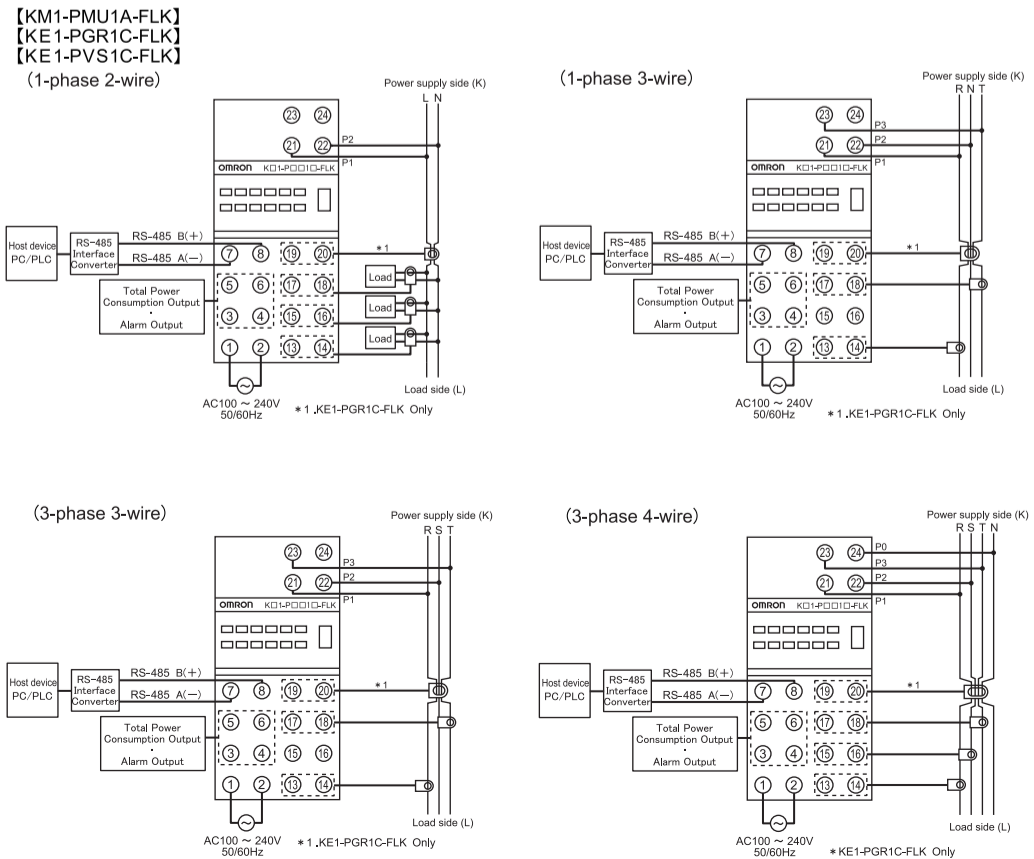 【KM1-PMU1A-FLK】
【KE1-PGR1C-FLK】
【KE1-PVS1C-FLK】
(1-phase 2-wire)
Power supply side (K)
L N
23 24
P2
21 22
P1
OMRON K□1-P□□1□-FLK
Host device
PC/PLC
RS-485
Interface
Converter
RS-485 B(+)
RS-485 A(—)
7 8 19 20
*1
Total Power
Consumption Output
・
Alarm Output
5 6 17 18
Load
3 4 15 16
Load
1 2 13 14
Load
AC100 ~ 240V
50/60Hz
Load side (L)
*1.KE1-PGR1C-FLK Only
(1-phase 3-wire)
Power supply side (K)
R N T
23 24
P3
21 22
P2
P1
OMRON K□1-P□□1□-FLK
Host device
PC/PLC
RS-485
Interface
Converter
RS-485 B(+)
RS-485 A(—)
7 8 19 20
*1
Total Power
Consumption Output
・
Alarm Output
5 6 17 18
3 4 15 16
1 2 13 14
AC100 ~ 240V
50/60Hz
Load side (L)
*1.KE1-PGR1C-FLK Only
(3-phase 3-wire)
Power supply side (K)
R S T
23 24
P3
21 22
P2
P1
OMRON K□1-P□□1□-FLK
Host device
PC/PLC
RS-485
Interface
Converter
RS-485 B(+)
RS-485 A(—)
7 8 19 20
*1
Total Power
Consumption Output
・
Alarm Output
5 6 17 18
3 4 15 16
1 2 13 14
AC100 ~ 240V
50/60Hz
Load side (L)
*1.KE1-PGR1C-FLK Only
(3-phase 4-wire)
Power supply side (K)
R S T N
23 24
P0
P3
21 22
P2
P1
OMRON K□1-P□□1□-FLK
Host device
PC/PLC
RS-485
Interface
Converter
RS-485 B(+)
RS-485 A(—)
7 8 19 20
*1
Total Power
Consumption Output
・
Alarm Output
5 6 17 18
3 4 15 16
1 2 13 14
AC100 ~ 240V
50/60Hz
Load side (L)
*KE1-PGR1C-FLK Only